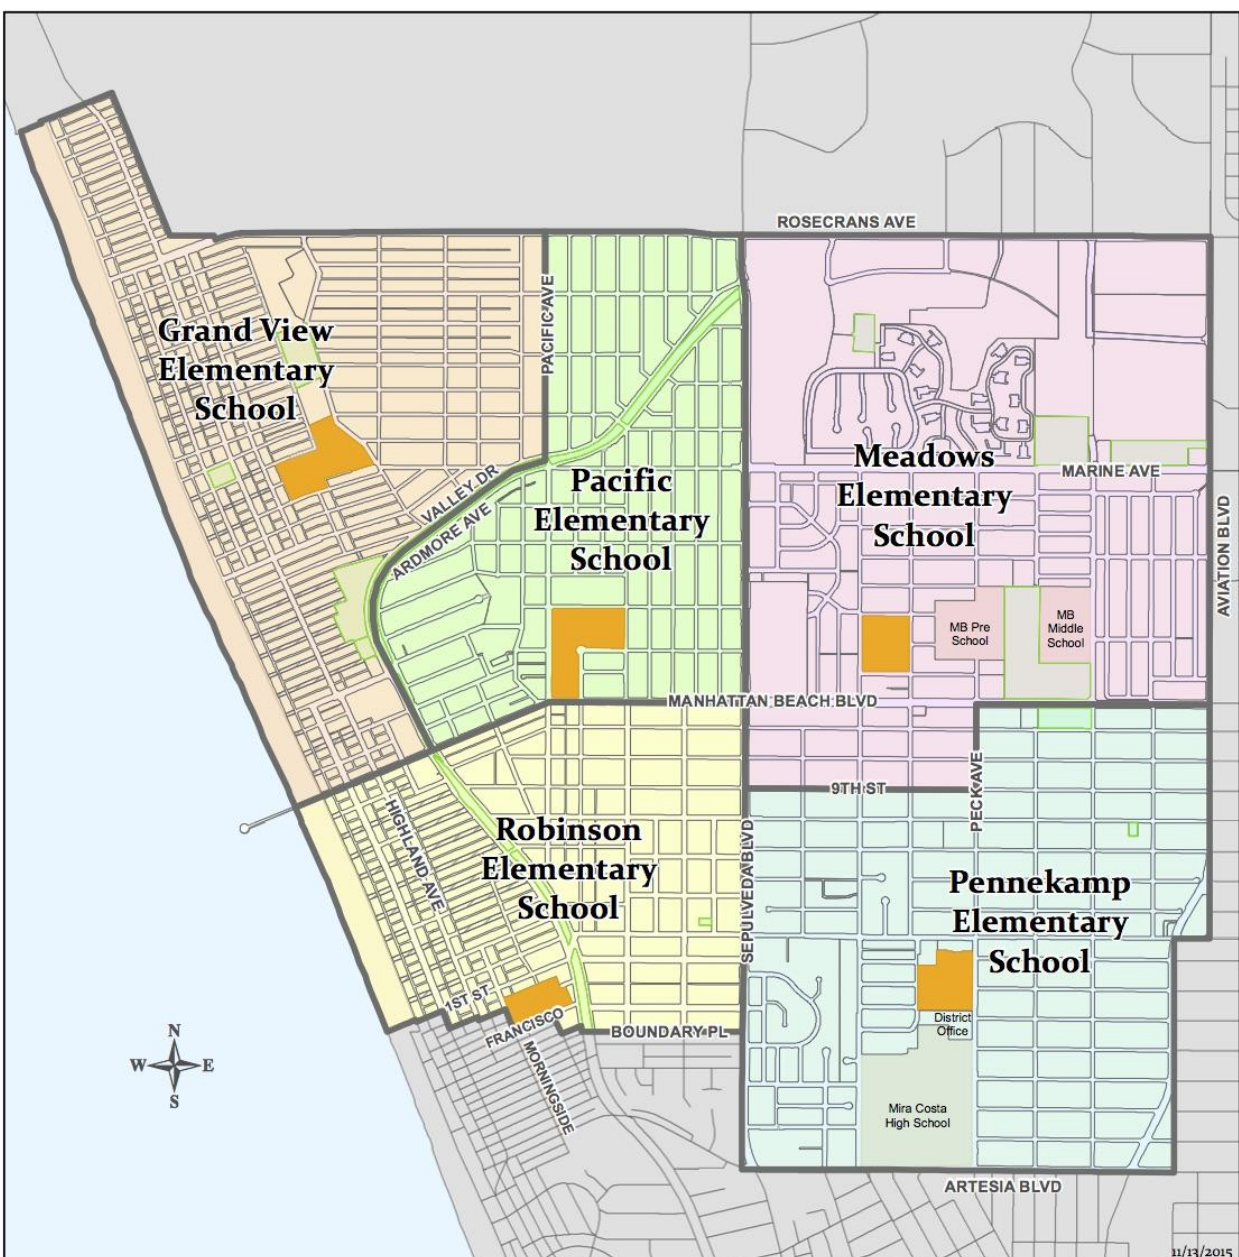 ROSECRANS AVE
PACIFIC AVE
Grand View
Elementary
School
VALLEY DR
ARDMORE AVE
Pacific
Elementary
School
Meadows
Elementary
School
MARINE AVE
AVIATION BLVD
MB Pre
School
MB
Middle
School
MANHATTAN BEACH BLVD
9TH ST
PECK AVE
HIGHLAND AVE
Robinson
Elementary
School
SEPULVEDA BLVD
Pennekamp
Elementary
School
1ST ST
FRANCISCO
MORNINGSIDE
BOUNDARY PL
District
Office
Mira Costa
High School
N
W
E
S
ARTESIA BLVD
11/13/2015